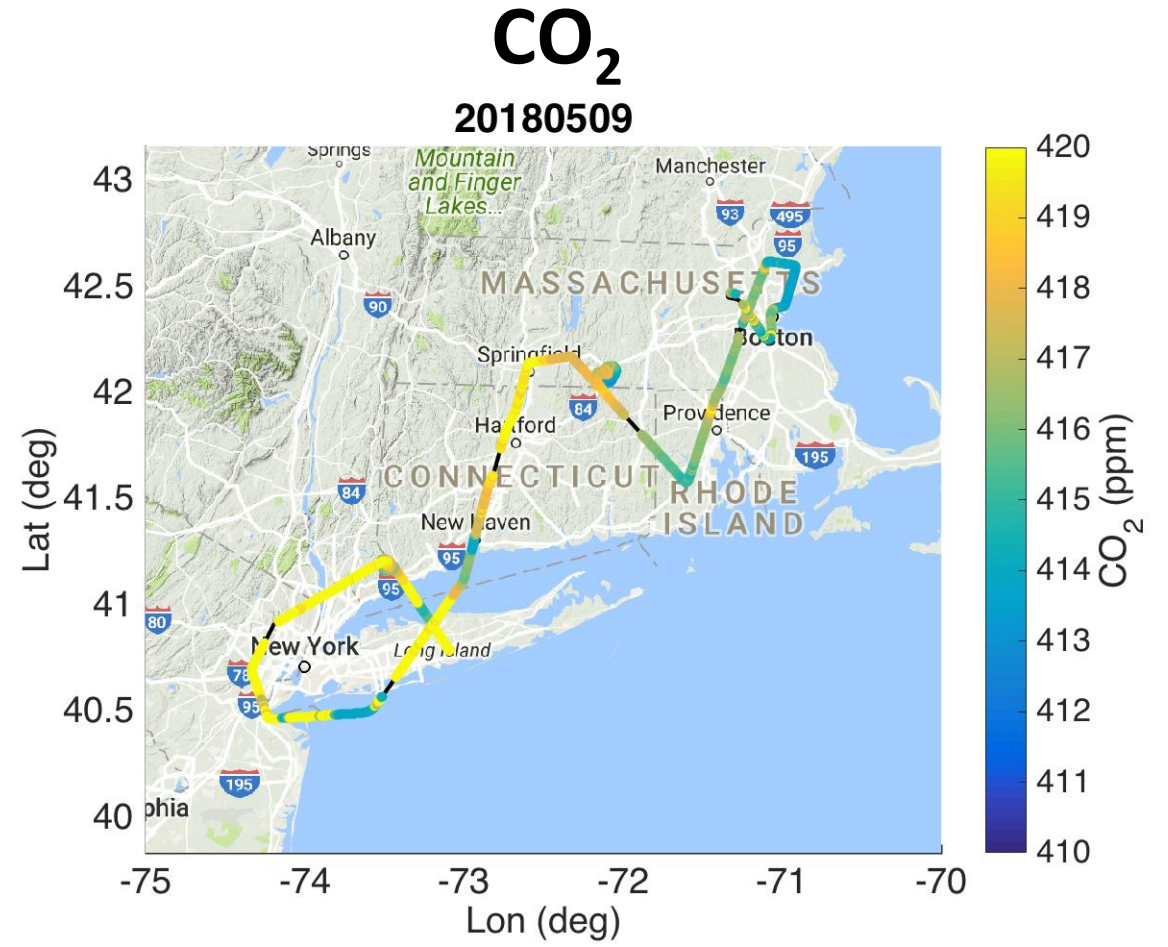 CO2
20180509
Springs
Mountain
and Finger
Lakes...
Manchester
93
495
95
Albany
MASSACHUSETTS
90
Boston
Springfield
84
Providence
Hartford
195
CONNECTICUT
84
RHODE
ISLAND
New Haven
95
95
80
New York
Long Island
78
95
195
phia
43
42.5
42
41.5
41
40.5
40
Lat (deg)
-75
-74
-73
-72
-71
-70
Lon (deg)
420
419
418
417
416
415
414
413
412
411
410
CO2 (ppm)